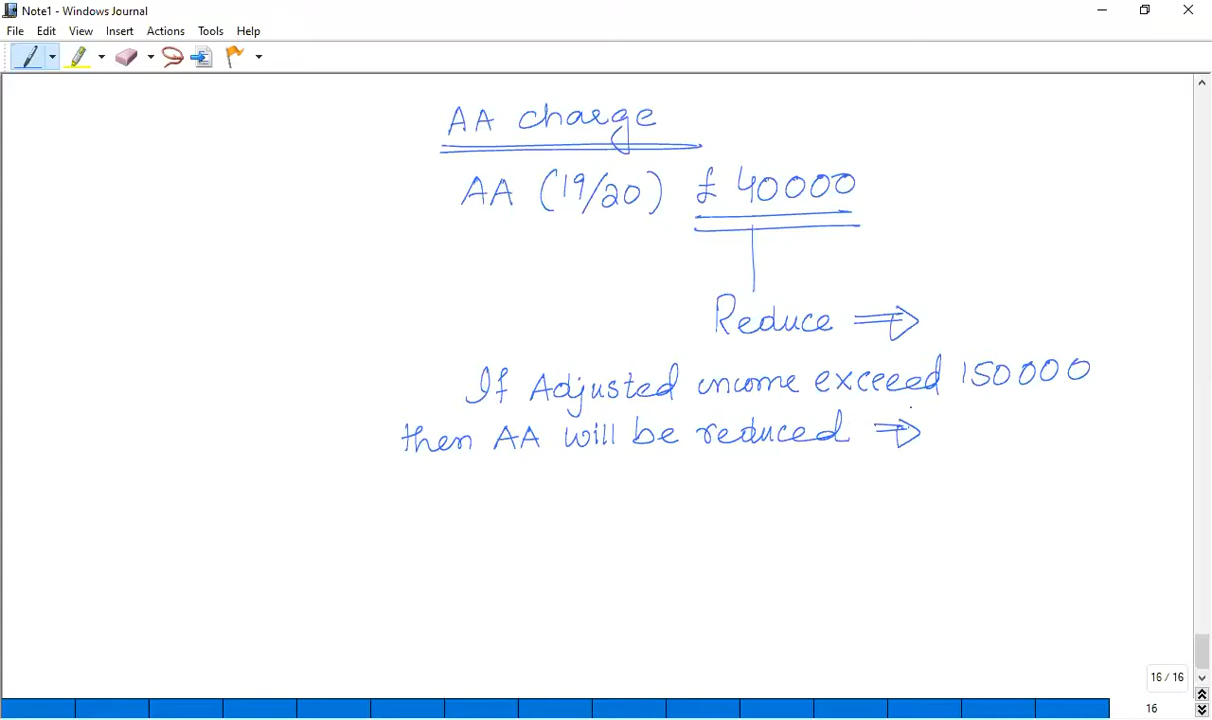 Note1 - Windows Journal
File Edit View Insert Actions Tools Help
AA charge
AA (19/20) £ 40000
Reduce ⇒
If Adjusted income exceeed 150000
then AA will be reduced ⇒
16 / 16
16